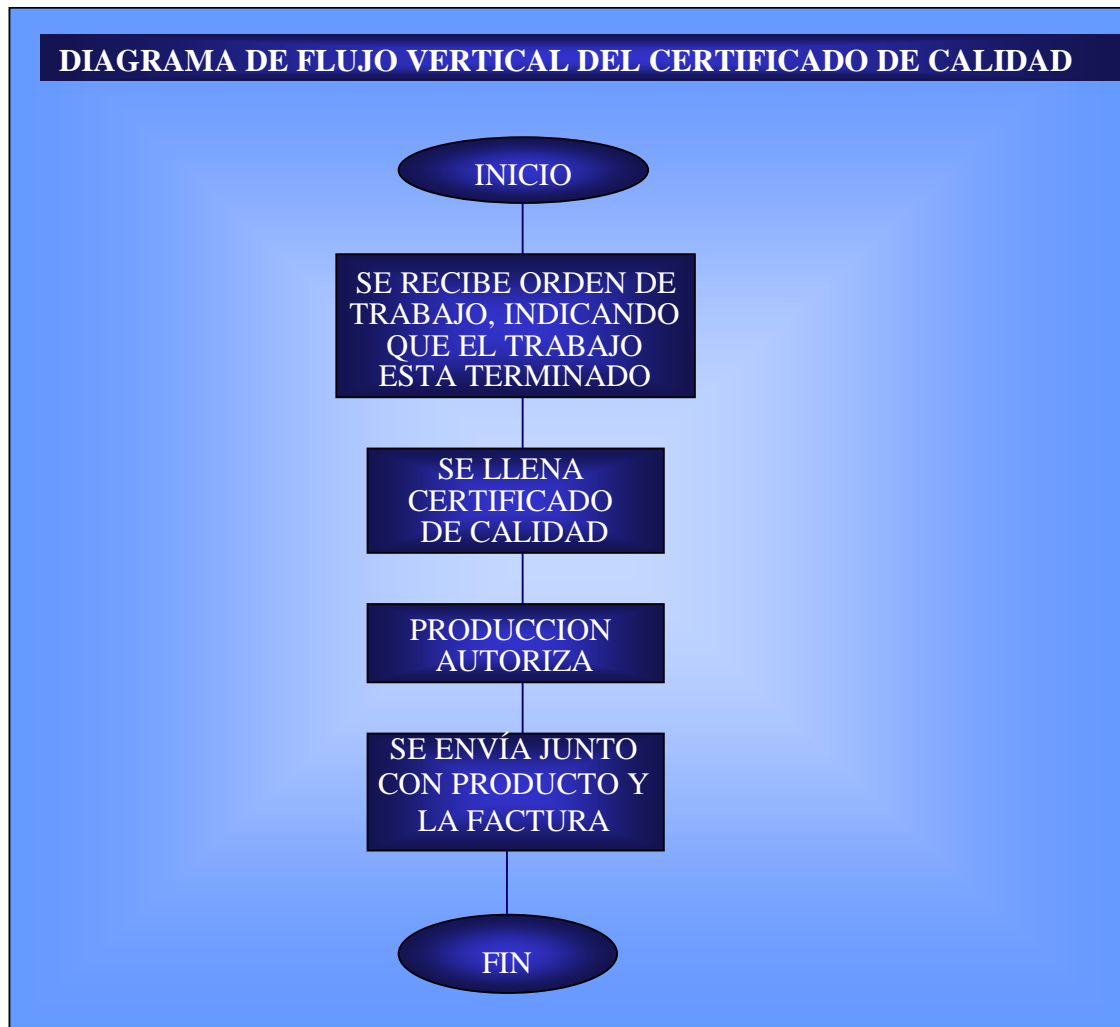 DIAGRAMA DE FLUJO VERTICAL DEL CERTIFICADO DE CALIDAD
INICIO
SE RECIBE ORDEN DE
TRABAJO, INDICANDO
QUE EL TRABAJO
ESTA TERMINADO
SE LLENA
CERTIFICADO
DE CALIDAD
PRODUCCION
AUTORIZA
SE ENVÍA JUNTO
CON PRODUCTO Y
LA FACTURA
FIN